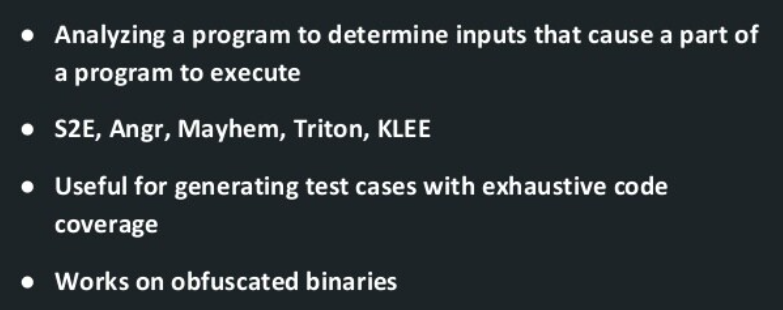 ● Analyzing a program to determine inputs that cause a part of
a program to execute
● S2E, Angr, Mayhem, Triton, KLEE
● Useful for generating test cases with exhaustive code
coverage
● Works on obfuscated binaries